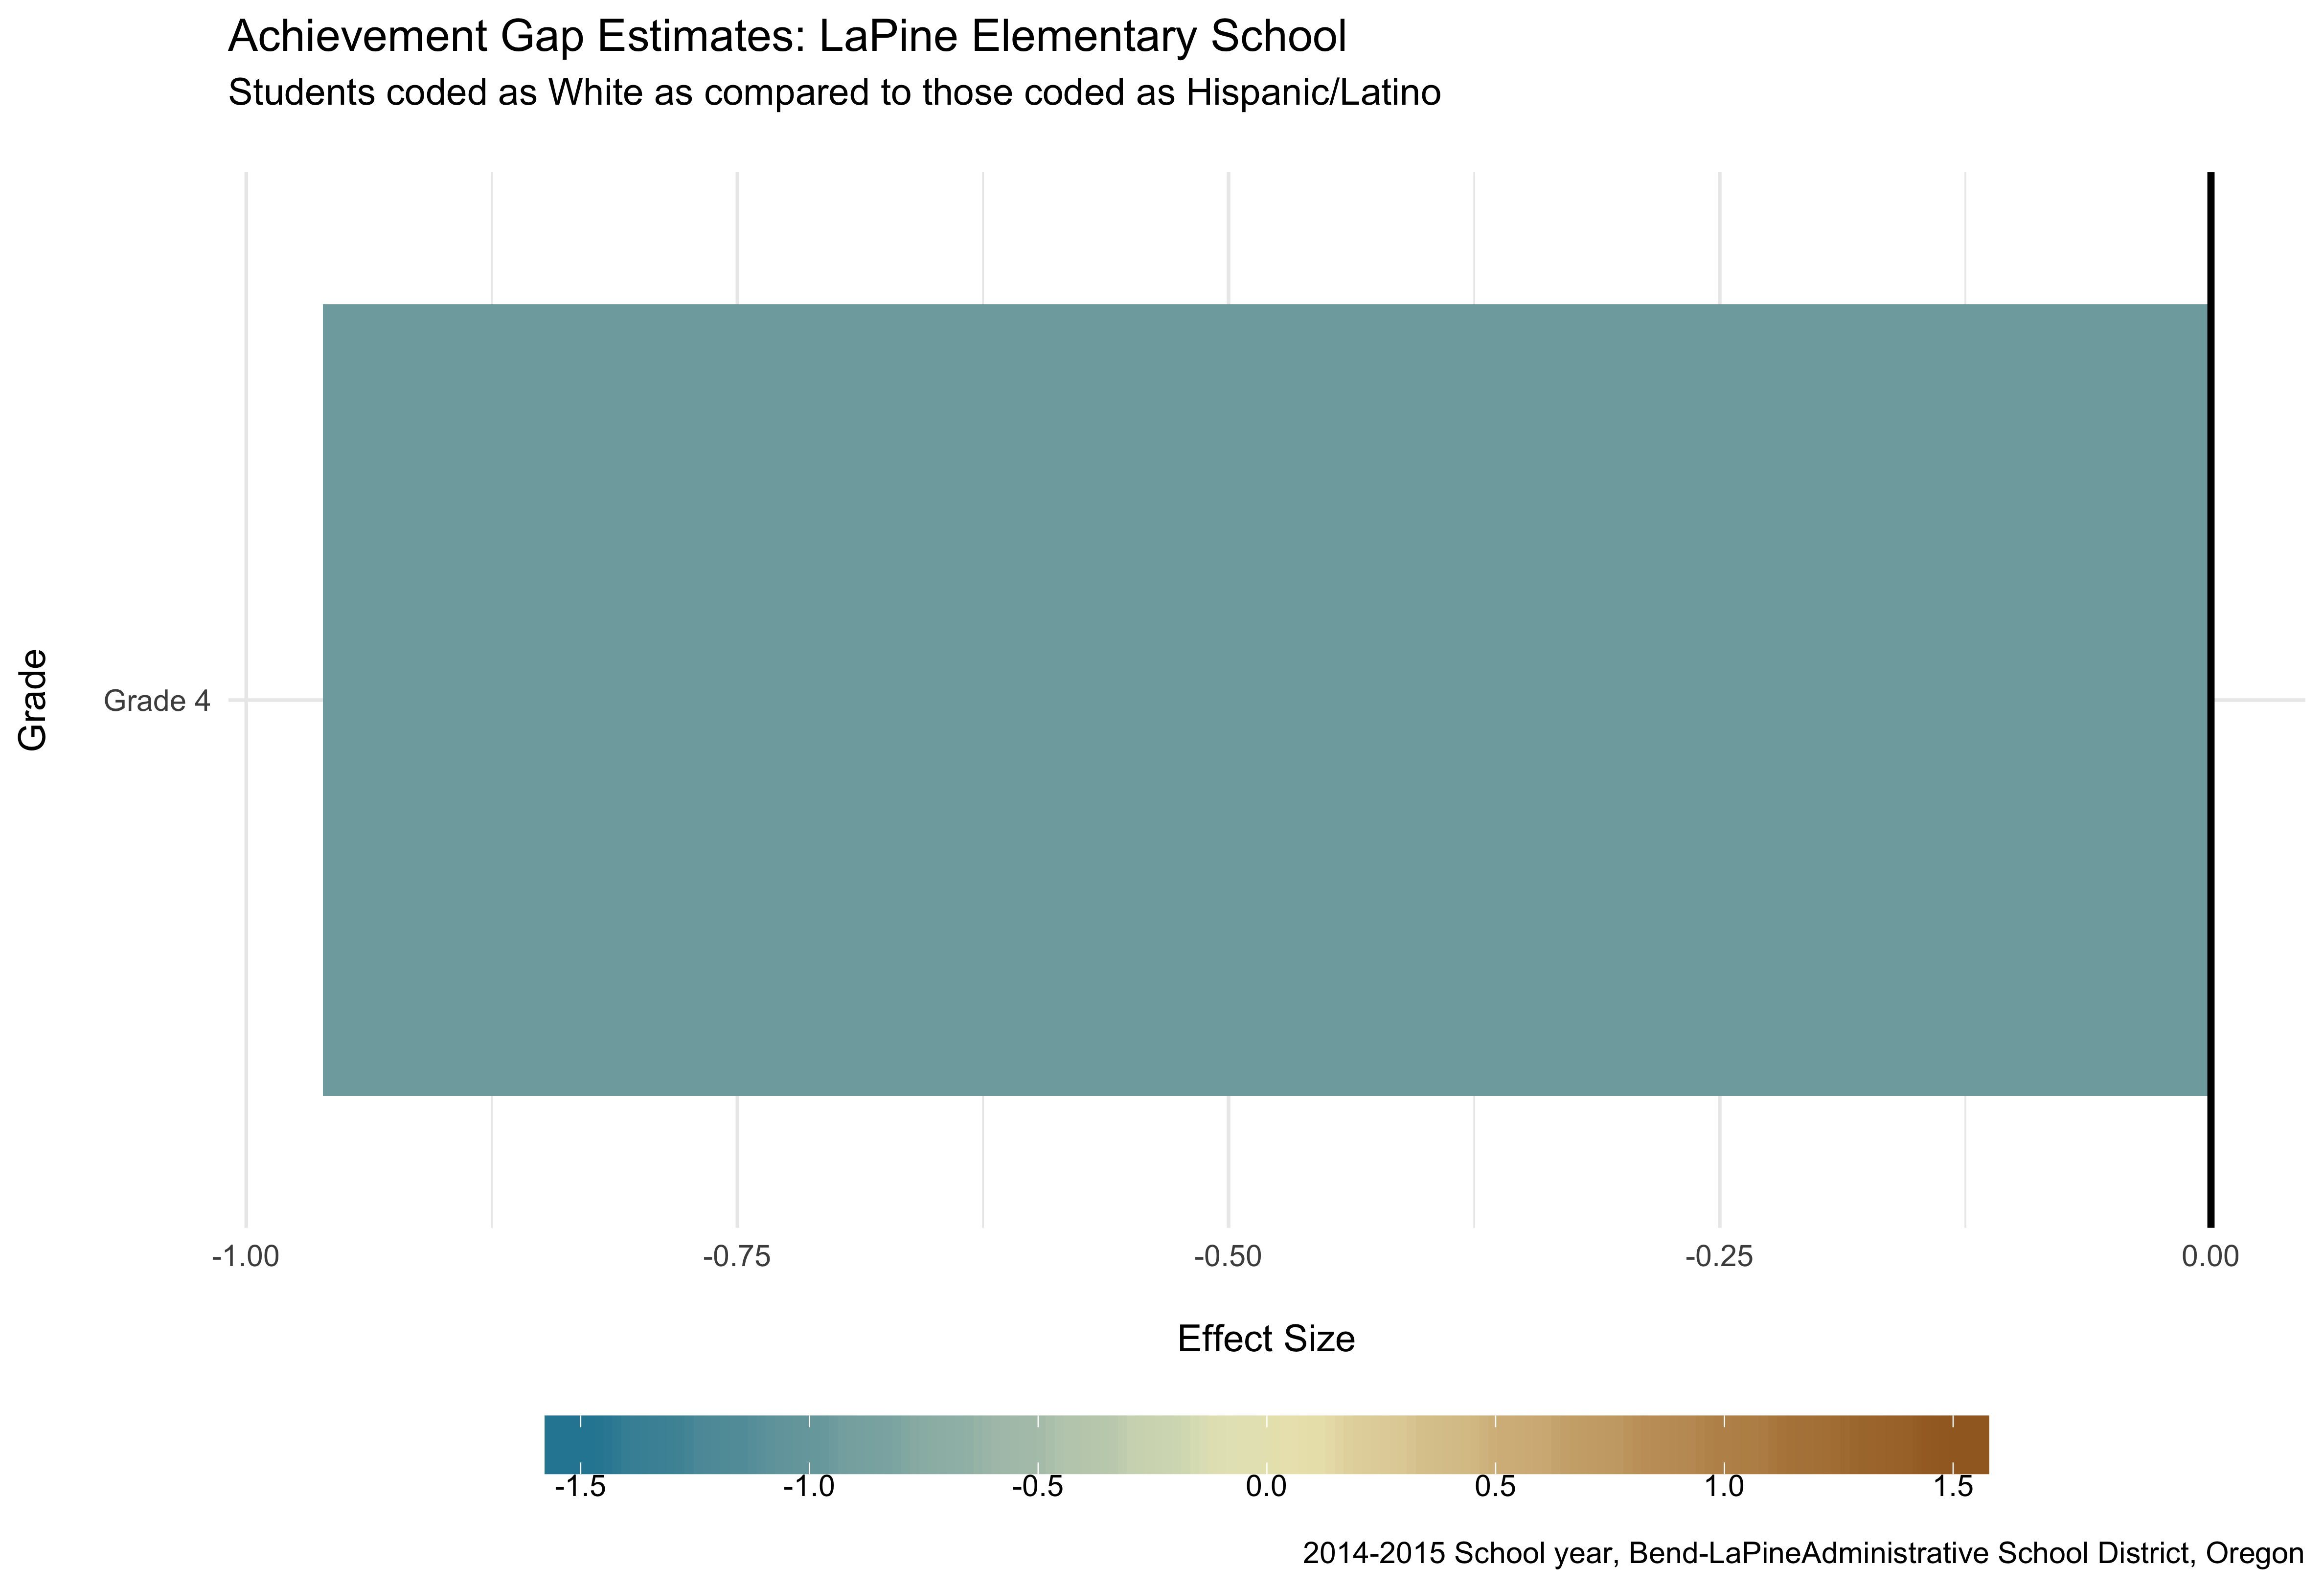 Achievement Gap Estimates: LaPine Elementary School
Students coded as White as compared to those coded as Hispanic/Latino
Grade
Grade 4
-1.00 -0.75 -0.50 -0.25 0.00
Effect Size
-1.5 -1.0 -0.5 0.0 0.5 1.0 1.5
2014-2015 School year, Bend-LaPineAdministrative School District, Oregon